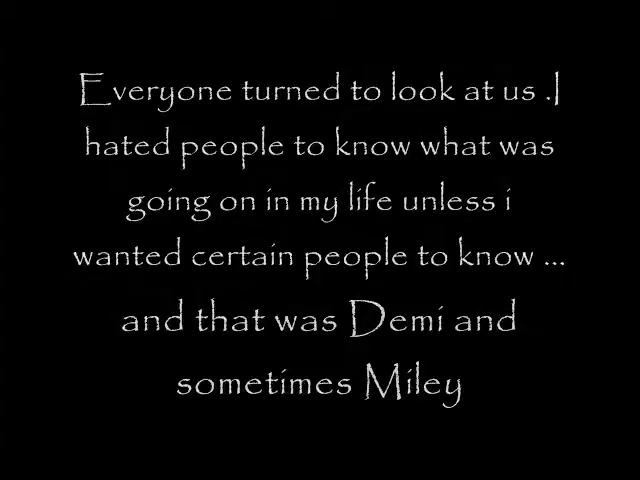 Everyone turned to look at us .I
hated people to know what was
going on in my life unless i
wanted certain people to know ...
and that was Demi and
sometimes Miley